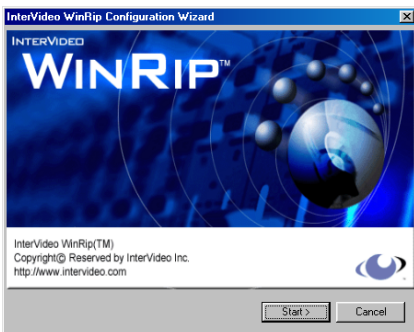 InterVideo WinRip Configuration Wizard
INTERVIDEO
WINRIP™
InterVideo WinRip(TM)
Copyright© Reserved by InterVideo Inc.
http://www.intervideo.com
Start >
Cancel